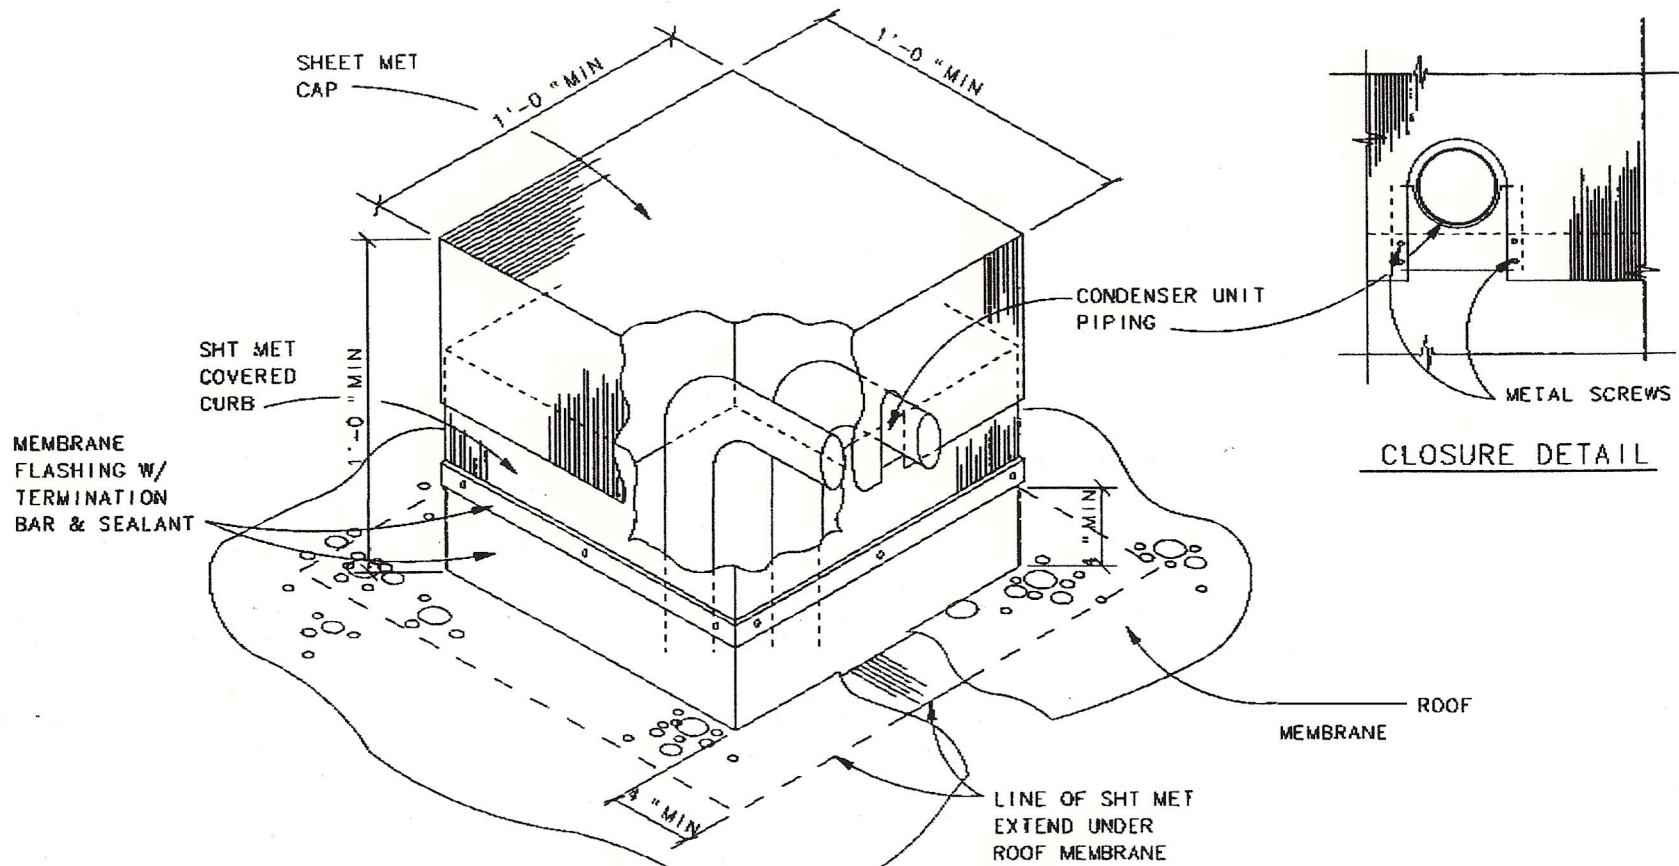 SHEET MET
CAP
1'-0 "MIN
1'-0 "MIN
SHT MET
COVERED
CURB
1'-0 "MIN
MEMBRANE
FLASHING W/
TERMINATION
BAR & SEALANT
CONDENSER UNIT
PIPING
METAL SCREWS
CLOSURE DETAIL
4 "MIN
4 "MIN
ROOF
MEMBRANE
LINE OF SHT MET
EXTEND UNDER
ROOF MEMBRANE